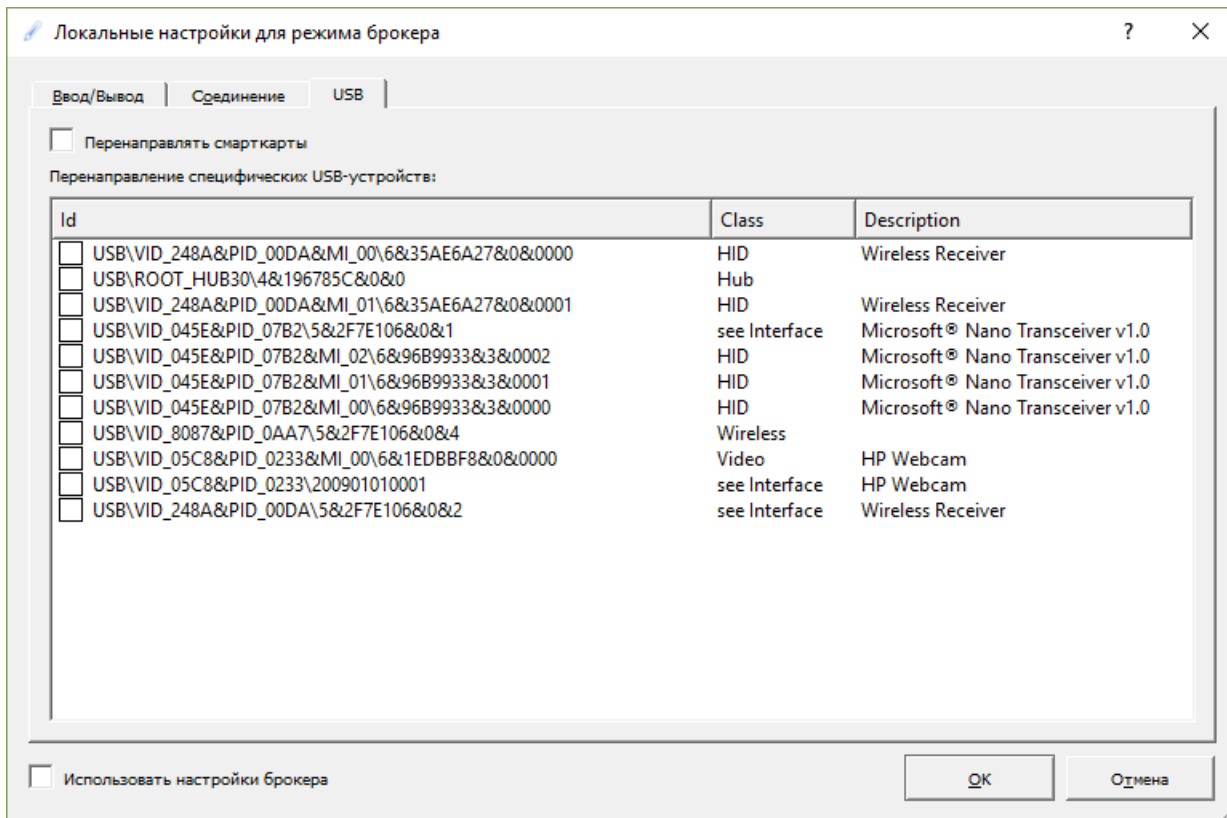 Локальные настройки для режима брокера ?
Ввод/Вывод Соединение USB
Перенаправлять смарткарты
Перенаправление специфических USB-устройств:
Id Class Description
USB\VID_248A&PID_00DA&MI_00\6&35AE6A27&0&0000 HID Wireless Receiver
USB\ROOT_HUB30\4&196785C&0&0 Hub
USB\VID_248A&PID_00DA&MI_01\6&35AE6A27&0&0001 HID Wireless Receiver
USB\VID_045E&PID_07B2\5&2F7E106&0&1 see Interface Microsoft® Nano Transceiver v1.0
USB\VID_045E&PID_07B2&MI_02\6&96B9933&3&0002 HID Microsoft® Nano Transceiver v1.0
USB\VID_045E&PID_07B2&MI_01\6&96B9933&3&0001 HID Microsoft® Nano Transceiver v1.0
USB\VID_045E&PID_07B2&MI_00\6&96B9933&3&0000 HID Microsoft® Nano Transceiver v1.0
USB\VID_8087&PID_0AA7\5&2F7E106&0&4 Wireless
USB\VID_05C8&PID_0233&MI_00\6&1EDBBF8&0&0000 Video HP Webcam
USB\VID_05C8&PID_0233\200901010001 see Interface HP Webcam
USB\VID_248A&PID_00DA\5&2F7E106&0&2 see Interface Wireless Receiver
Использовать настройки брокера OK Отмена